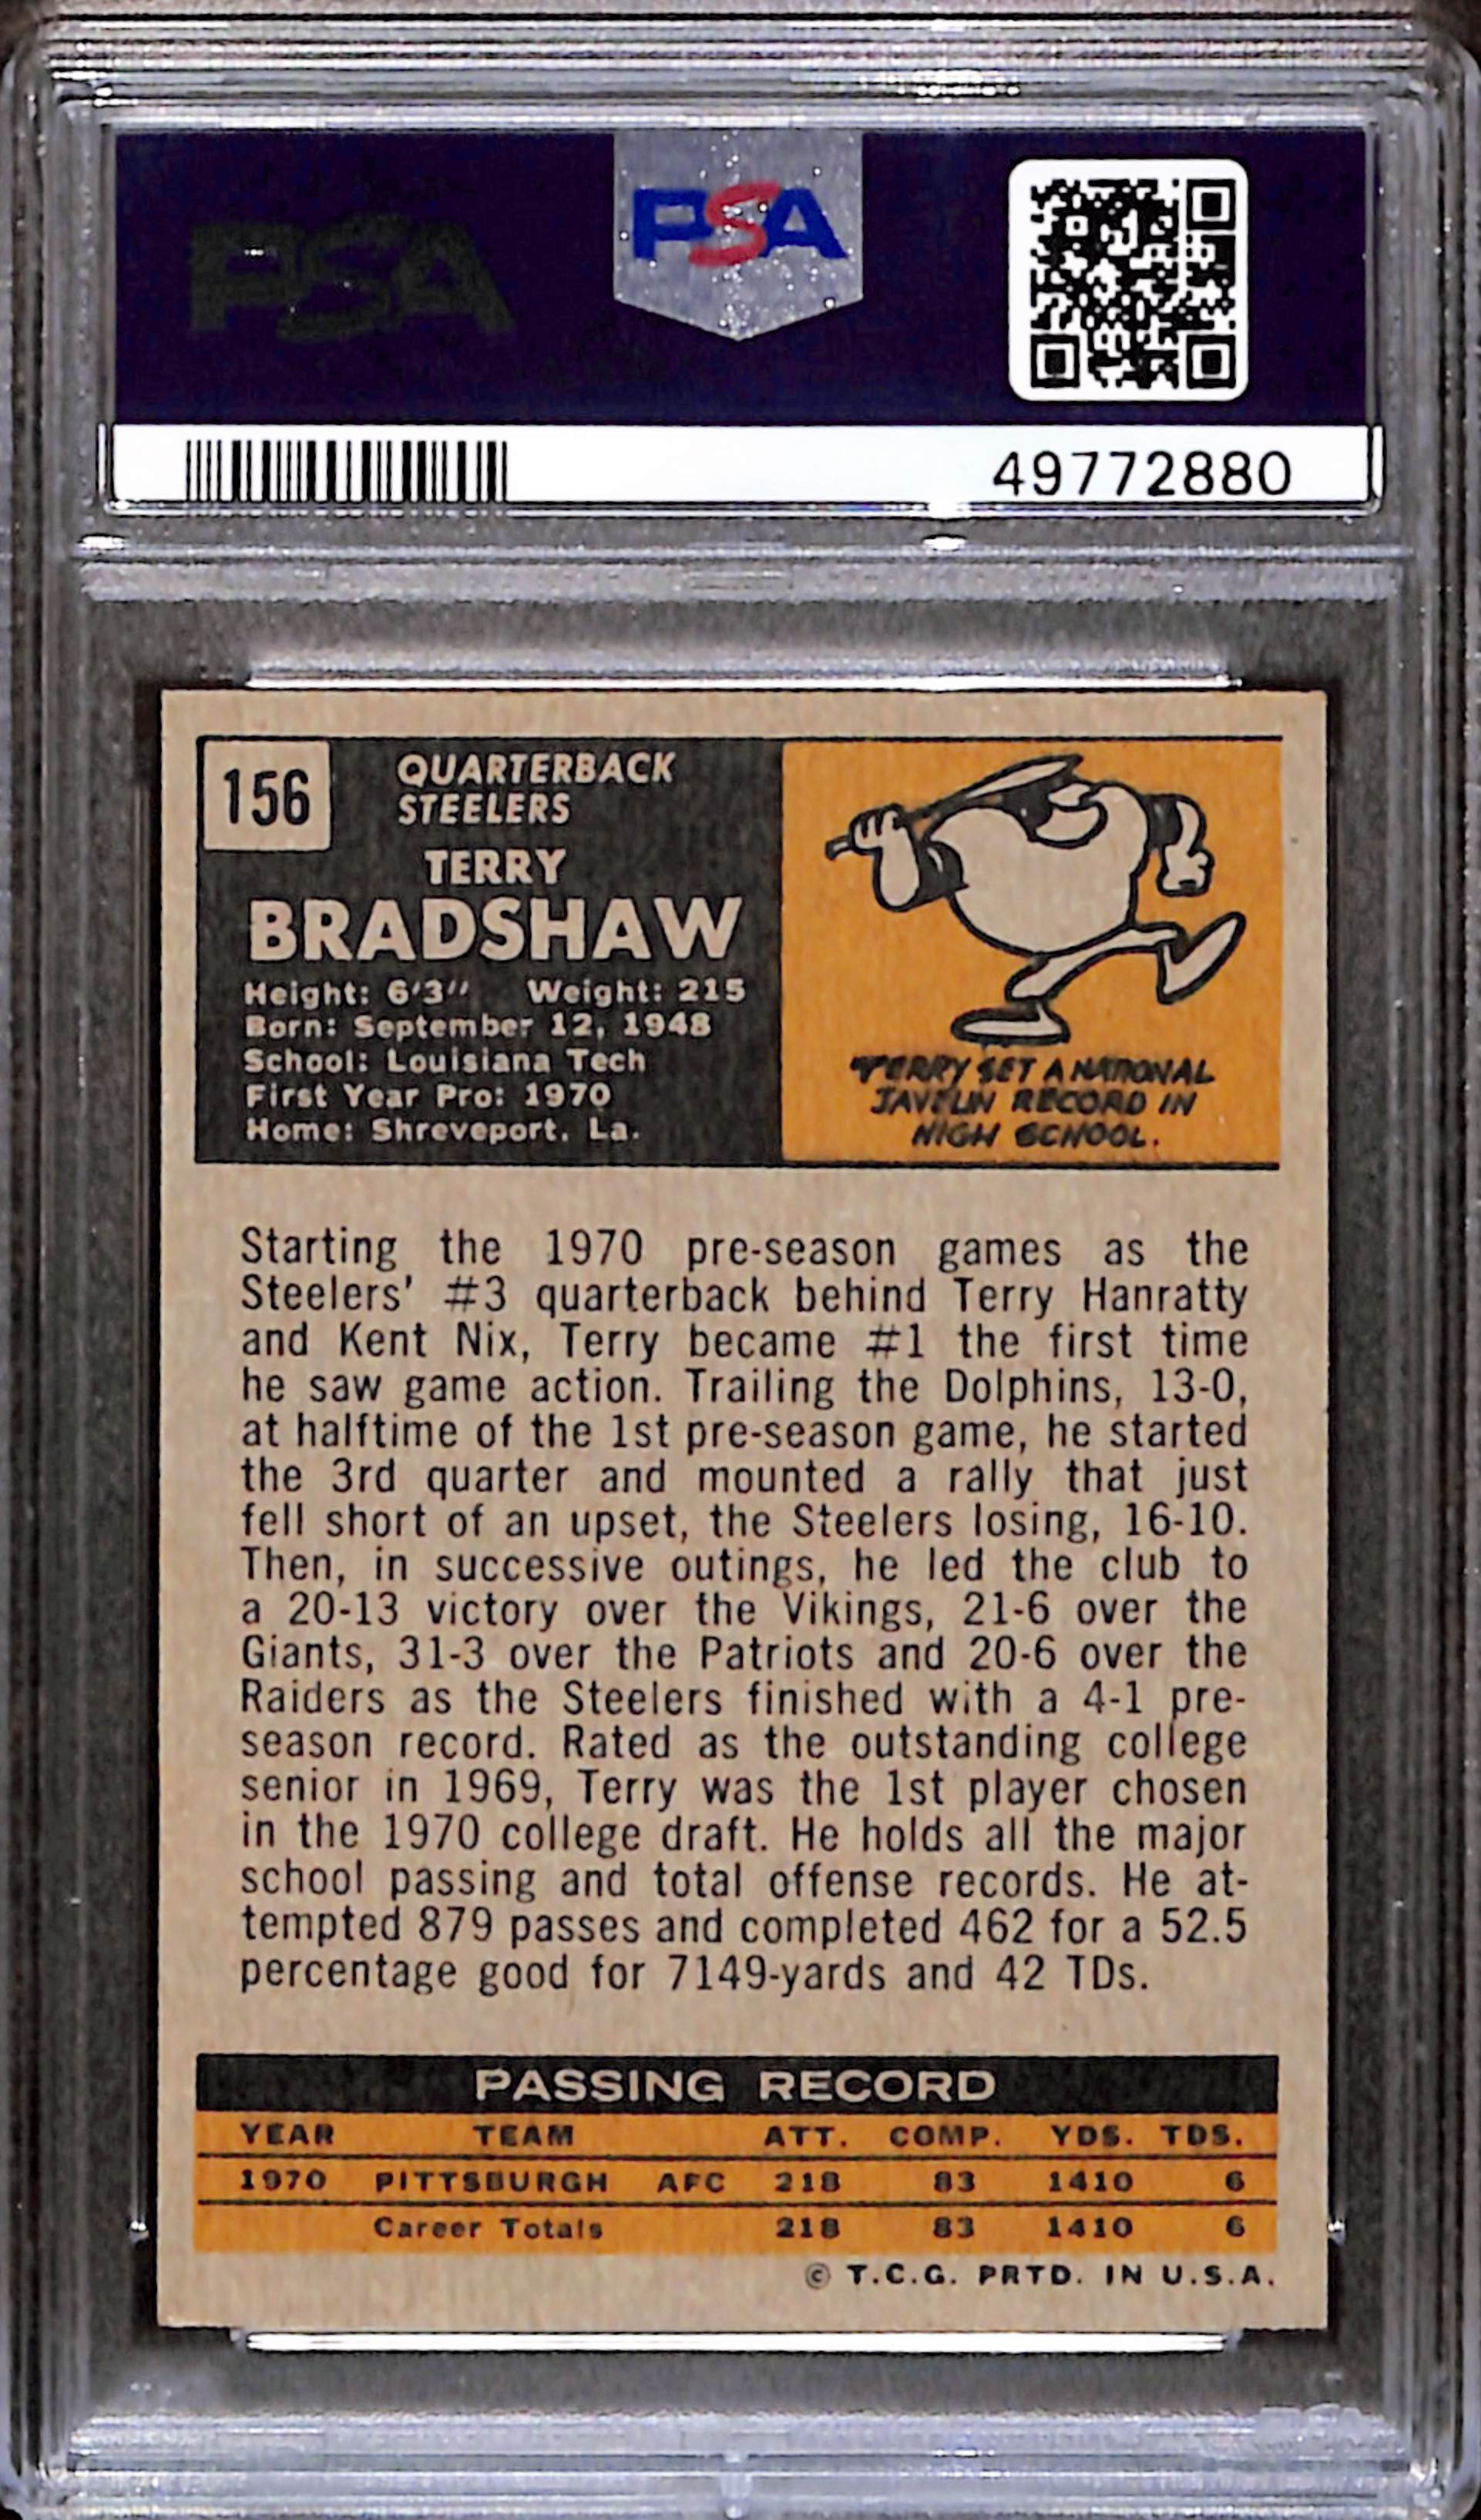 PSA
PSA
49772880
156
QUARTERBACK
STEELERS
TERRY
BRADSHAW
Height: 6'3" Weight: 215
Born: September 12, 1948
School: Louisiana Tech
First Year Pro: 1970
Home: Shreveport, La.
TERRY SET A NATIONAL
JAVELIN RECORD IN
HIGH SCHOOL.
Starting the 1970 pre-season games as the
Steelers' #3 quarterback behind Terry Hanratty
and Kent Nix, Terry became #1 the first time
he saw game action. Trailing the Dolphins, 13-0,
at halftime of the 1st pre-season game, he started
the 3rd quarter and mounted a rally that just
fell short of an upset, the Steelers losing, 16-10.
Then, in successive outings, he led the club to
a 20-13 victory over the Vikings, 21-6 over the
Giants, 31-3 over the Patriots and 20-6 over the
Raiders as the Steelers finished with a 4-1 pre-
season record. Rated as the outstanding college
senior in 1969, Terry was the 1st player chosen
in the 1970 college draft. He holds all the major
school passing and total offense records. He at-
tempted 879 passes and completed 462 for a 52.5
percentage good for 7149-yards and 42 TDs.
PASSING RECORD
YEAR TEAM ATT. COMP. YDS. TDS.
1970 PITTSBURGH AFC 218 83 1410 6
Career Totals 218 83 1410 6
© T.C.G. PRTD. IN U.S.A.